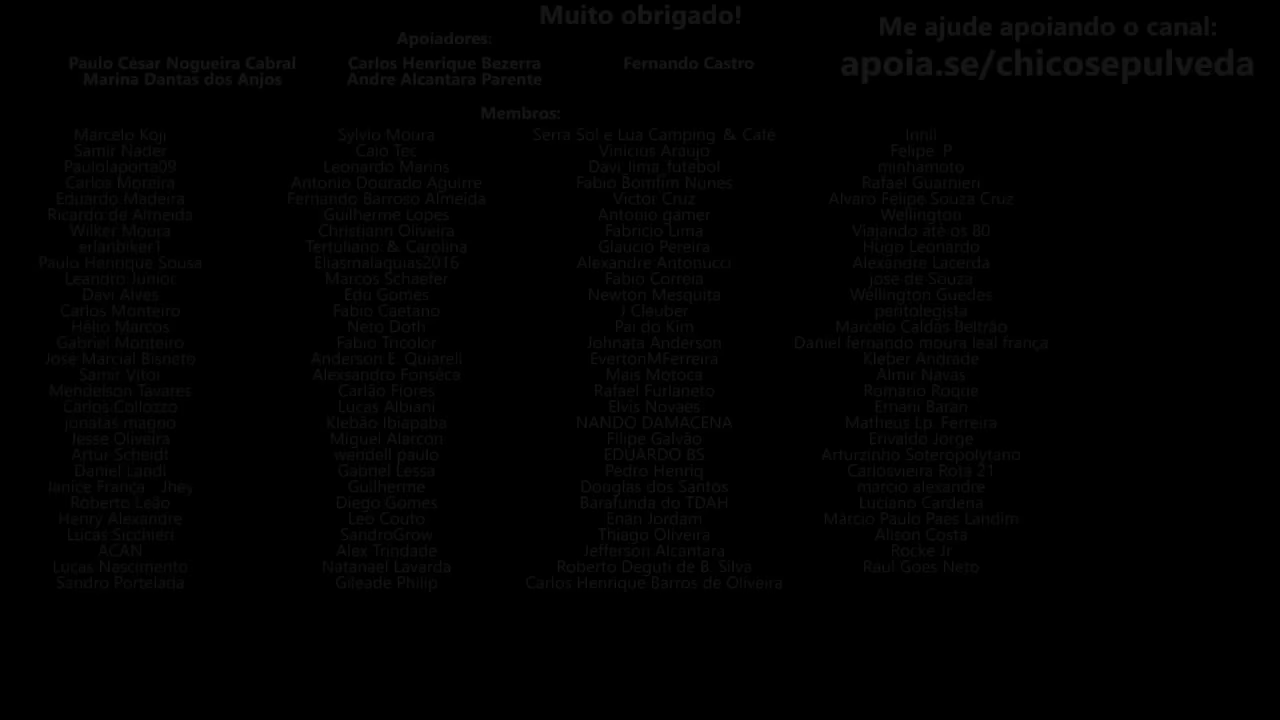 Muito obrigado!
Me ajude apoiando o canal:
apoia.se/chicosepulveda
Apoiadores:
Paulo César Nogueira Cabral
Marina Dantas dos Anjos
Carlos Henrique Bezerra
Andre Alcantara Parente
Fernando Castro
Membros:
Marcelo Koji
Samir Nader
Paulolaporta09
Carlos Moreira
Eduardo Madeira
Ricardo de Almeida
Wilker Moura
erlanbiker1
Paulo Henrique Sousa
Leandro Junior
Davi Alves
Carlos Monteiro
Hélio Marcos
Gabriel Monteiro
José Marcial Bisneto
Samir Vitor
Mendelson Tavares
Carlos Collozzo
jonatas magno
Jesse Oliveira
Artur Scheidt
Daniel Landi
Janice França
Roberto Leão
Henry Alexandre
Lucas Sicchieri
ACAN
Lucas Nascimento
Sandro Portelada
Sylvio Moura
Caio Tec
Leonardo Marins
Antonio Dourado Aguirre
Fernando Barroso Almeida
Guilherme Lopes
Christiann Oliveira
Tertuliano & Carolina
Eliasmalaquias2016
Marcos Schaefer
Edu Gomes
Fabio Caetano
Neto Doth
Fabio Tricolor
Anderson E. Quiarell
Alexsandro Fonsêca
Carlão Flores
Lucas Albiani
Klebão Ibiapaba
Miguel Alarcon
wendell paulo
Gabriel Lessa
Guilherme
Diego Gomes
Leo Couto
SandroGrow
Alex Trindade
Natanael Lavarda
Gileade Philip
Serra Sol e Lua Camping & Café
Vinicius Araujo
Davi_lima_futebol
Fabio Bomfim Nunes
Victor Cruz
Antonio gamer
Fabricio Lima
Glaucio Pereira
Alexandre Antonucci
Fabio Correia
Newton Mesquita
J Cleuber
Pai do Kim
Johnata Anderson
EvertonMFerreira
Mais Motoca
Rafael Furlaneto
Elvis Novaes
NANDO DAMACENA
FIlipe Galvão
EDUARDO BS
Pedro Henriq
Douglas dos Santos
Barafunda do TDAH
Enan Jordam
Thiago Oliveira
Jefferson Alcantara
Roberto Deguti de B. Silva
Carlos Henrique Barros de Oliveira
Felipe P
minhamoto
Rafael Guarnieri
Alvaro Felipe Souza Cruz
Wellington
Viajando até os 80
Hugo Leonardo
Alexandre Lacerda
jose de Souza
Wellington Guedes
peritolegista
Marcelo Caldas Beltrão
Daniel fernando moura leal frança
Kleber Andrade
Almir Navas
Romario Roque
Ernani Baran
Matheus Lp. Ferreira
Erivaldo Jorge
Arturzinho Soteropolytano
Carlosvieira Rota 21
marcio alexandre
Luciano Cardena
Márcio Paulo Paes Landim
Alison Costa
Rocke Jr
Raul Goes Neto